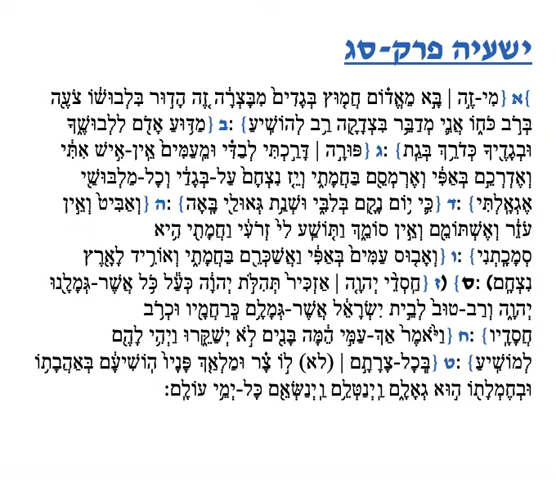 ישעיה פרק-סג
}א{ מִי-זֶה | בָּא מֵאֱדוֹם חֲמוּץ בְּגָדִים מִבָּצְרָה זֶה הָדוּר בִּלְבוּשׁוֹ צֹעֶה
בְּרֹב כֹּחוֹ אֲנִי מְדַבֵּר בִּצְדָקָה רַב לְהוֹשִׁיעַ: }ב{ מַדּוּעַ אָדֹם לִלְבוּשֶׁךָ
וּבְגָדֶיךָ כְּדֹרֵךְ בְּגַת: }ג{ פּוּרָה | דָּרַכְתִּי לְבַדִּי וּמֵעַמִּים אֵין-אִישׁ אִתִּי
וְאֶדְרְכֵם בְּאַפִּי וְאֶרְמְסֵם בַּחֲמָתִי וְיֵז נִצְחָם עַל-בְּגָדַי וְכָל-מַלְבּוּשַׁי
אֶגְאָלְתִּי: }ד{ כִּי יוֹם נָקָם בְּלִבִּי וּשְׁנַת גְּאוּלַי בָּאָה: }ה{ וְאַבִּיט וְאֵין
עֹזֵר וְאֶשְׁתּוֹמֵם וְאֵין סוֹמֵךְ וַתּוֹשַׁע לִי זְרֹעִי וַחֲמָתִי הִיא
סְמָכָתְנִי: }ו{ וְאָבוּס עַמִּים בְּאַפִּי וַאֲשַׁכְּרֵם בַּחֲמָתִי וְאוֹרִיד לָאָרֶץ
נִצְחָם: (ס) }ז{ חַסְדֵי יְהוָה | אַזְכִּיר תְּהִלֹּת יְהוָה כְּעַל כֹּל אֲשֶׁר-גְּמָלָנוּ
יְהוָה וְרַב-טוּב לְבֵית יִשְׂרָאֵל אֲשֶׁר-גְּמָלָם כְּרַחֲמָיו וּכְרֹב
חֲסָדָיו: }ח{ וַיֹּאמֶר אַךְ-עַמִּי הֵמָּה בָּנִים לֹא יְשַׁקֵּרוּ וַיְהִי לָהֶם
לְמוֹשִׁיעַ: }ט{ בְּכָל-צָרָתָם | (לא) לוֹ צָר וּמַלְאַךְ פָּנָיו הוֹשִׁיעָם בְּאַהֲבָתוֹ
וּבְחֶמְלָתוֹ הוּא גְאָלָם וַיְנַטְּלֵם וַיְנַשְּׂאֵם כָּל-יְמֵי עוֹלָם: